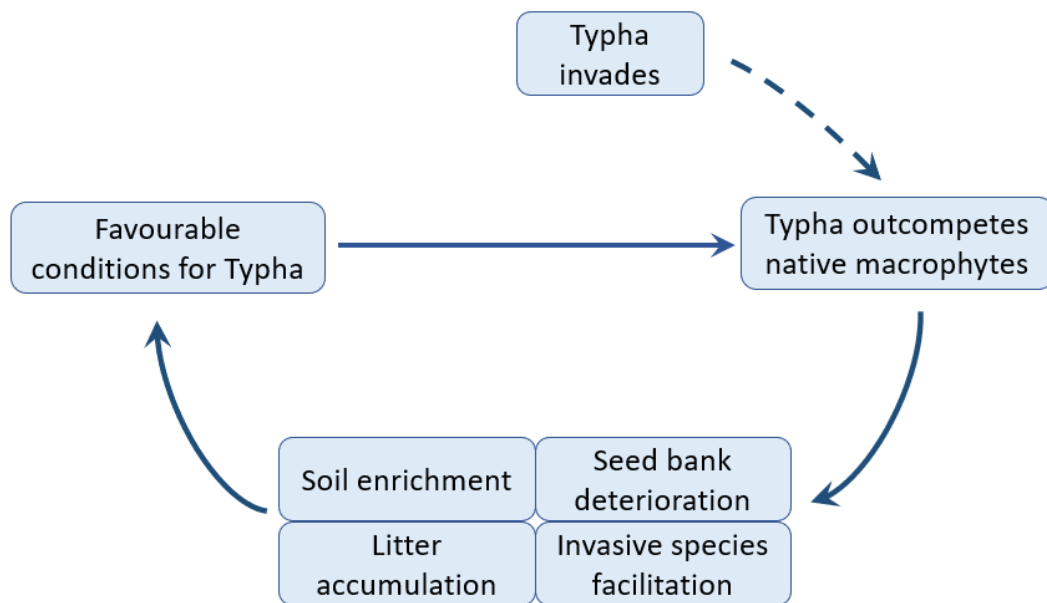 Typha
invades
Favourable
conditions for Typha
Typha outcompetes
native macrophytes
Soil enrichment
Seed bank
deterioration
Litter
accumulation
Invasive species
facilitation